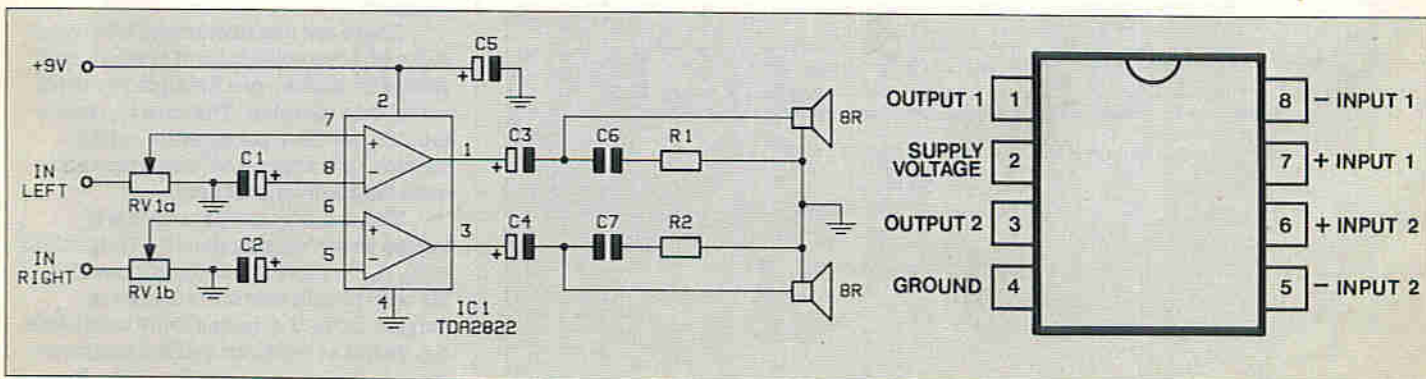 +9V
C5
+
2
7
+
C3
C6
R1
8R
1
+
IN
LEFT
C1
+
8
-
RV1a
6
+
C4
C7
R2
3
+
IN
RIGHT
C2
+
5
-
RV1b
4
8R
IC1
TDA2822
OUTPUT 1
1
8
- INPUT 1
SUPPLY
VOLTAGE
2
7
+ INPUT 1
OUTPUT 2
3
6
+ INPUT 2
GROUND
4
5
- INPUT 2